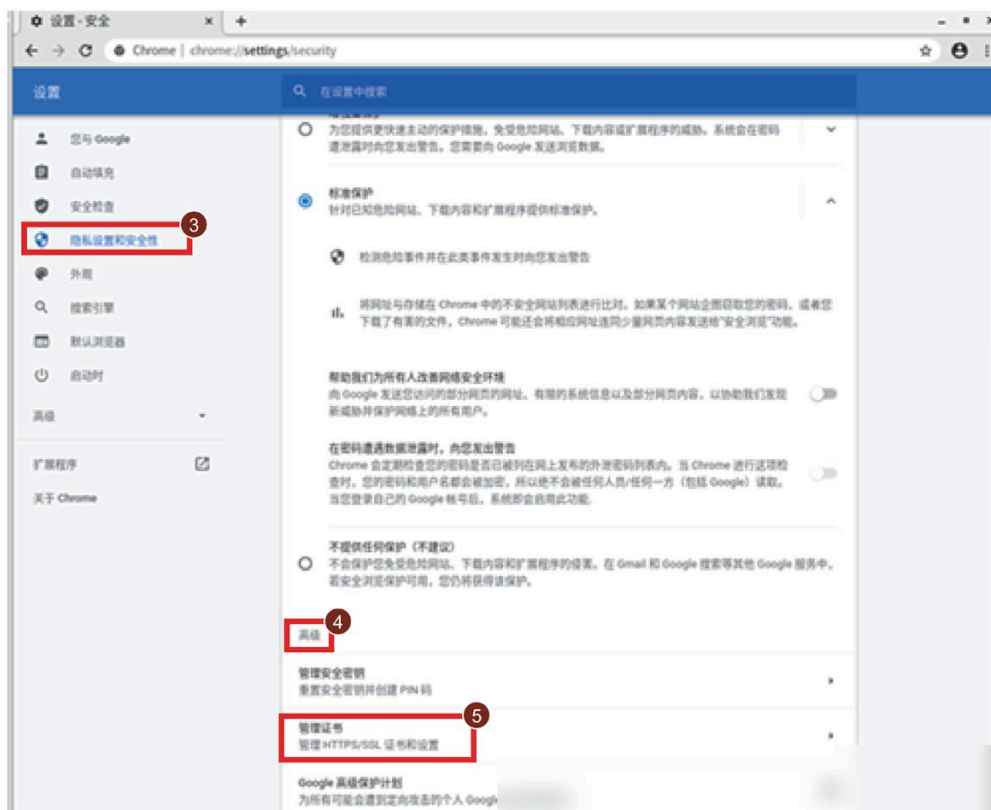 设置 - 安全
Chrome | chrome://settings/security
设置
在设置中搜索
您与 Google
自动填充
安全检查
3
隐私设置和安全性
外观
搜索引擎
默认浏览器
启动时
高级
扩展程序
关于 Chrome
为您提供更快速主动的保护措施，免受危险网站、下载内容或扩展程序的威胁。系统会在密码
遭泄露时向您发出警告。您需要向 Google 发送浏览数据。
标准保护
针对已知危险网站、下载内容和扩展程序提供标准保护。
检测危险事件并在此类事件发生时向您发出警告
将网址与存储在 Chrome 中的不安全网站列表进行比对。如果某个网站企图窃取您的密码，或者您
下载了有害的文件，Chrome 可能还会将相应网址连同少量网页内容发送给"安全浏览"功能。
帮助我们为所有人改善网络安全环境
向 Google 发送您访问的部分网页的网址、有限的系统信息以及部分网页内容，以协助我们发现
新威胁并保护网络上的所有用户。
在密码遭遇数据泄露时，向您发出警告
Chrome 会定期检查您的密码是否已被列在网上发布的外泄密码列表内。当 Chrome 进行这项检
查时，您的密码和用户名都会被加密，所以绝不会被任何人员/任何一方（包括 Google）读取。
当您登录自己的 Google 帐号后，系统即会启用此功能.
不提供任何保护（不建议）
不会保护您免受危险网站、下载内容和扩展程序的侵害。在 Gmail 和 Google 搜索等其他 Google 服务中，
若安全浏览保护可用，您仍将获得该保护。
4
高级
管理安全密钥
重置安全密钥并创建 PIN 码
5
管理证书
管理 HTTPS/SSL 证书和设置
Google 高级保护计划
为所有可能会遭到定向攻击的个人 Google